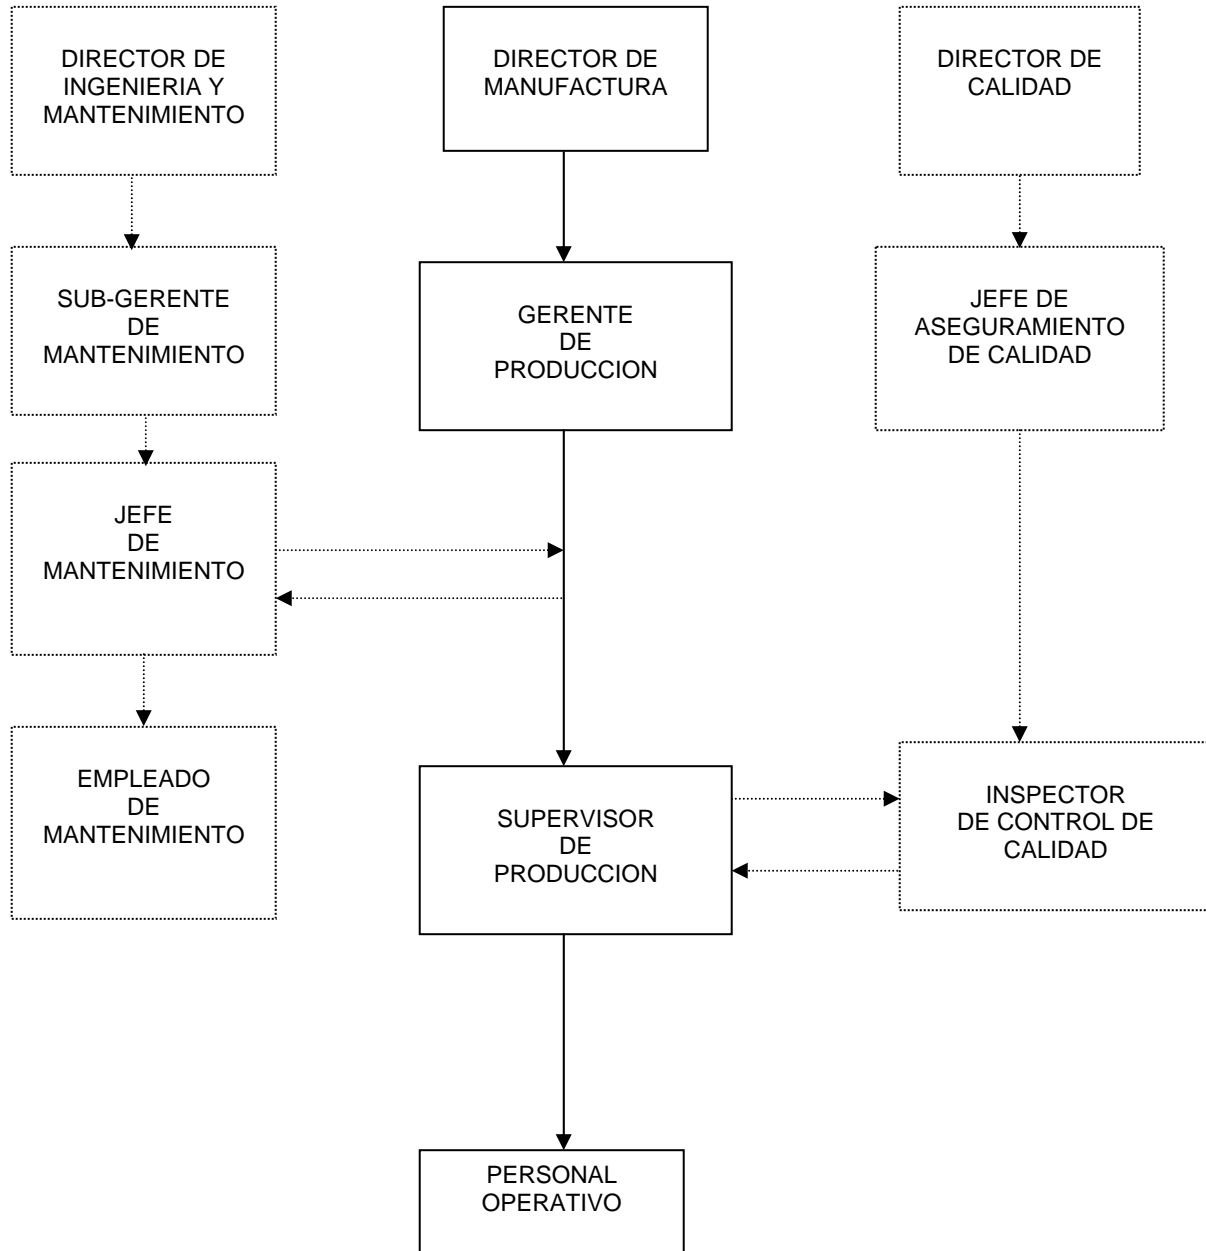 DIRECTOR DE
INGENIERIA Y
MANTENIMIENTO
DIRECTOR DE
MANUFACTURA
DIRECTOR DE
CALIDAD
SUB-GERENTE
DE
MANTENIMIENTO
GERENTE
DE
PRODUCCION
JEFE DE
ASEGURAMIENTO
DE CALIDAD
JEFE
DE
MANTENIMIENTO
EMPLEADO
DE
MANTENIMIENTO
SUPERVISOR
DE
PRODUCCION
INSPECTOR
DE CONTROL DE
CALIDAD
PERSONAL
OPERATIVO